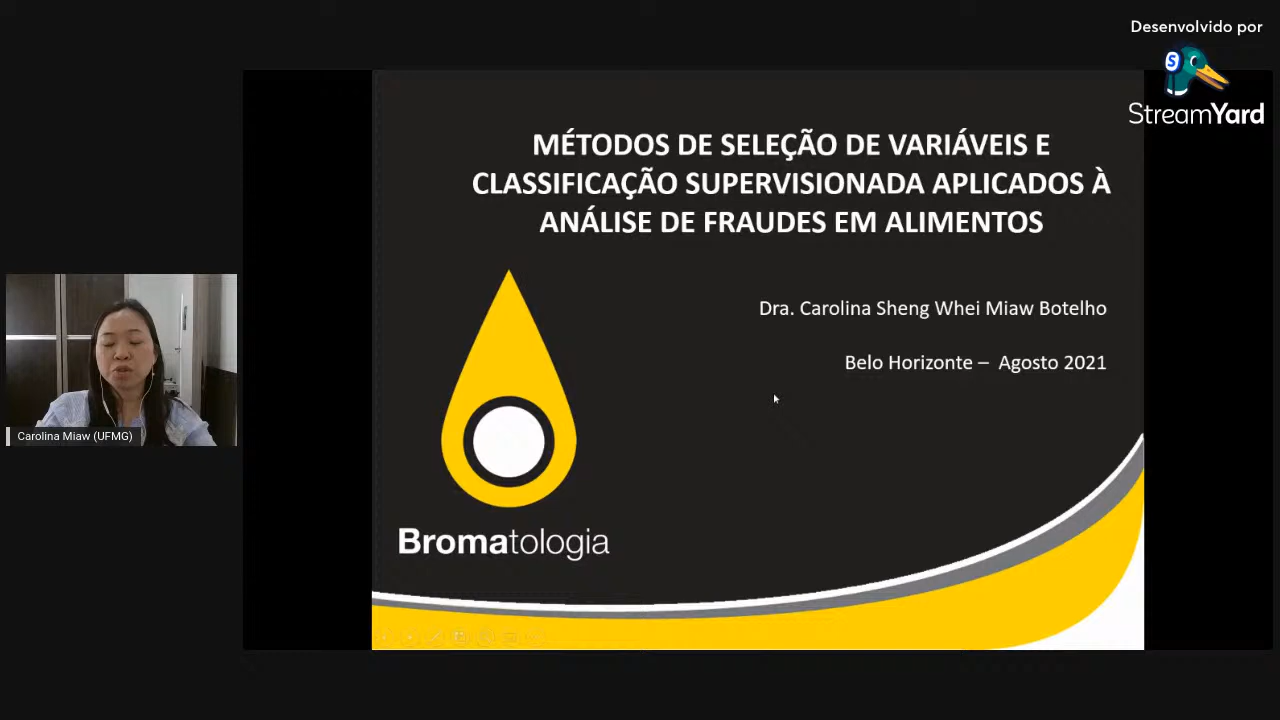 Desenvolvido por
StreamYard
MÉTODOS DE SELEÇÃO DE VARIÁVEIS E
CLASSIFICAÇÃO SUPERVISIONADA APLICADOS À
ANÁLISE DE FRAUDES EM ALIMENTOS
Dra. Carolina Sheng Whei Miaw Botelho
Belo Horizonte – Agosto 2021
Carolina Miaw (UFMG)
Bromatologia